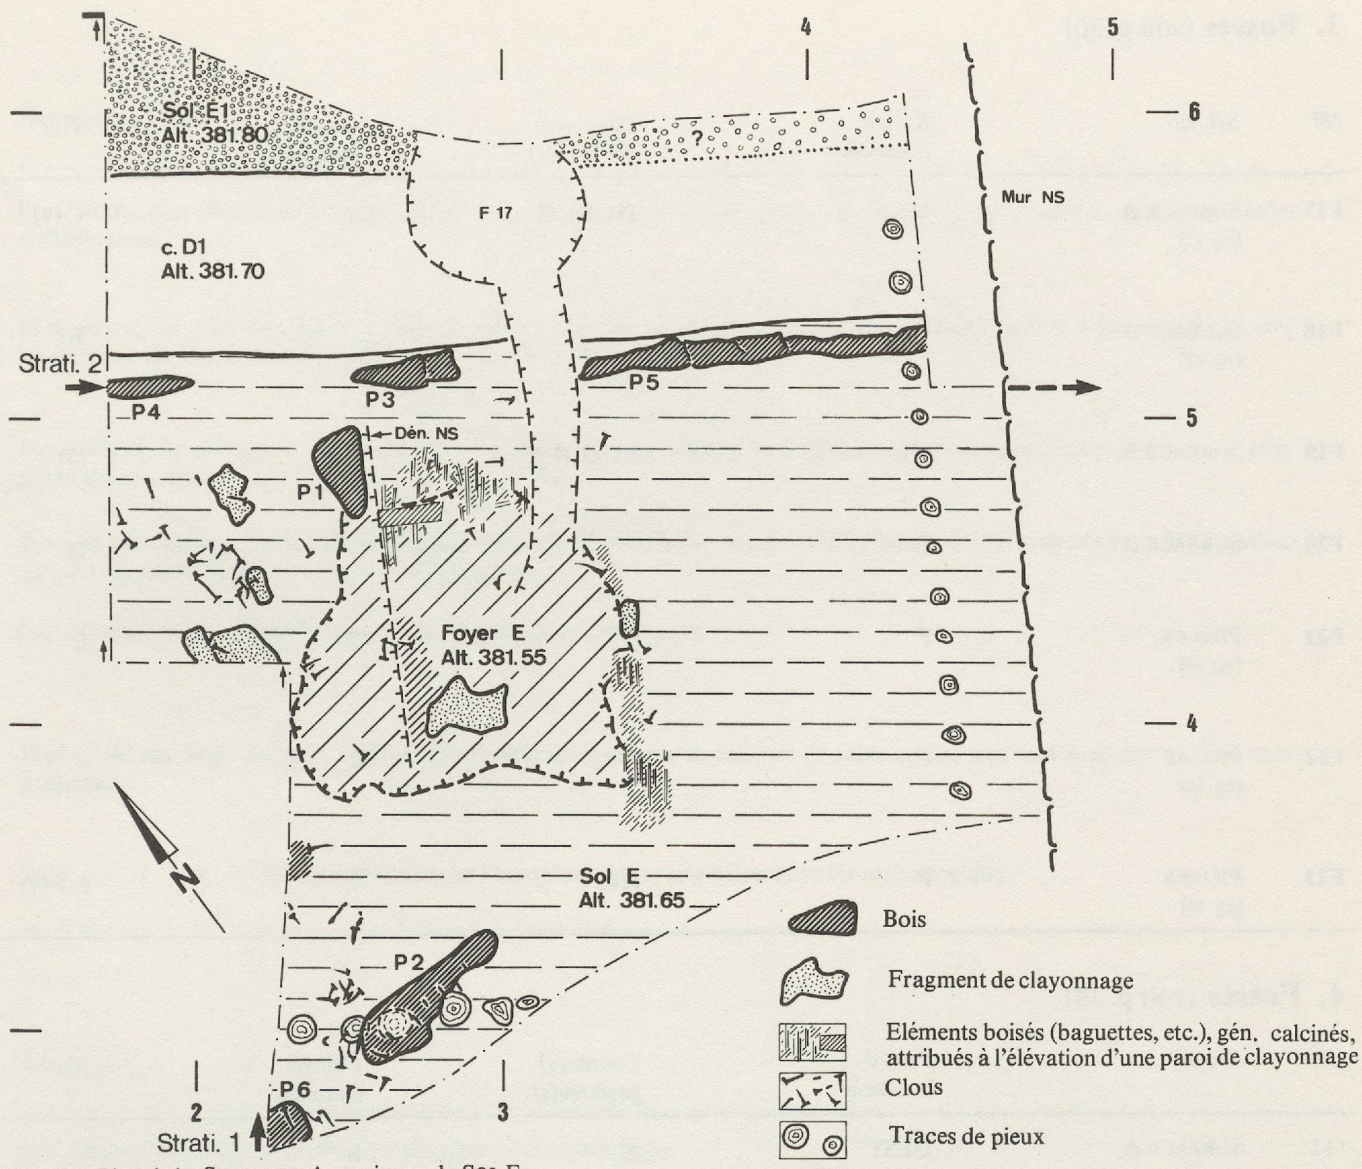 4
5
Sol E1
Alt. 381.80
?
6
F 17
Mur NS
c. D1
Alt. 381.70
Strati. 2
P4
P3
P5
5
Dén. NS
P1
Foyer E
Alt. 381.55
4
N
Sol E
Alt. 381.65
P2
Bois
Fragment de clayonnage
Eléments boisés (baguettes, etc.), gén. calcinés,
attribués à l'élévation d'une paroi de clayonnage
Clous
Traces de pieux
P6
2
3
Strati. 1